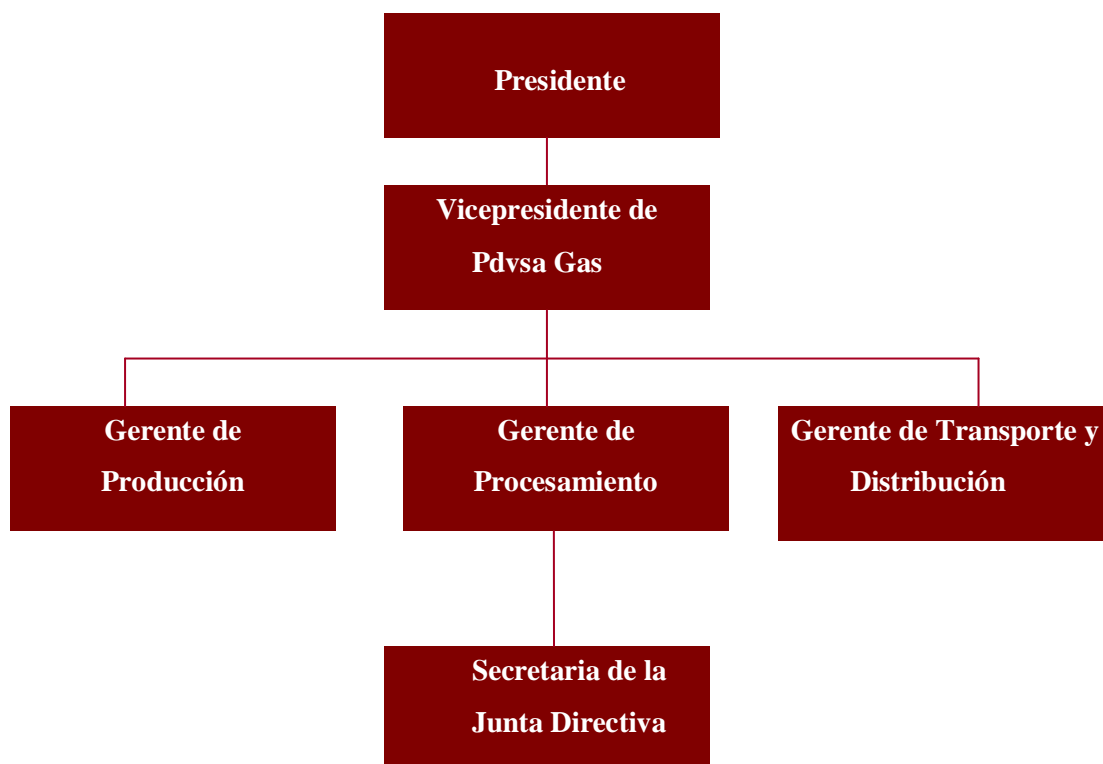 Presidente
Vicepresidente de
Pdvsa Gas
Gerente de
Producción
Gerente de
Procesamiento
Gerente de Transporte y
Distribución
Secretaria de la
Junta Directiva